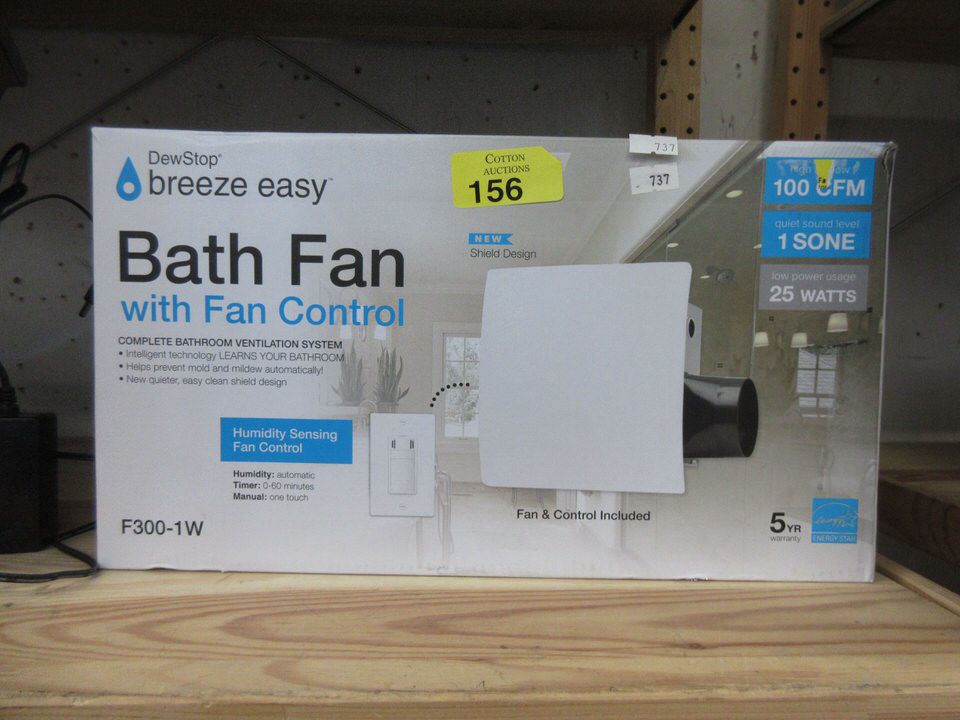 DewStop®
breeze easy™
COTTON
AUCTIONS
156
737
737
100 CFM
quiet sound level
1 SONE
low power usage
25 WATTS
NEW
Shield Design
Bath Fan
with Fan Control
COMPLETE BATHROOM VENTILATION SYSTEM
• Intelligent technology LEARNS YOUR BATHROOM
• Helps prevent mold and mildew automatically!
• New quieter, easy clean shield design
Humidity Sensing
Fan Control
Humidity: automatic
Timer: 0-60 minutes
Manual: one touch
Fan & Control Included
F300-1W
5 YR
warranty
ENERGY STAR